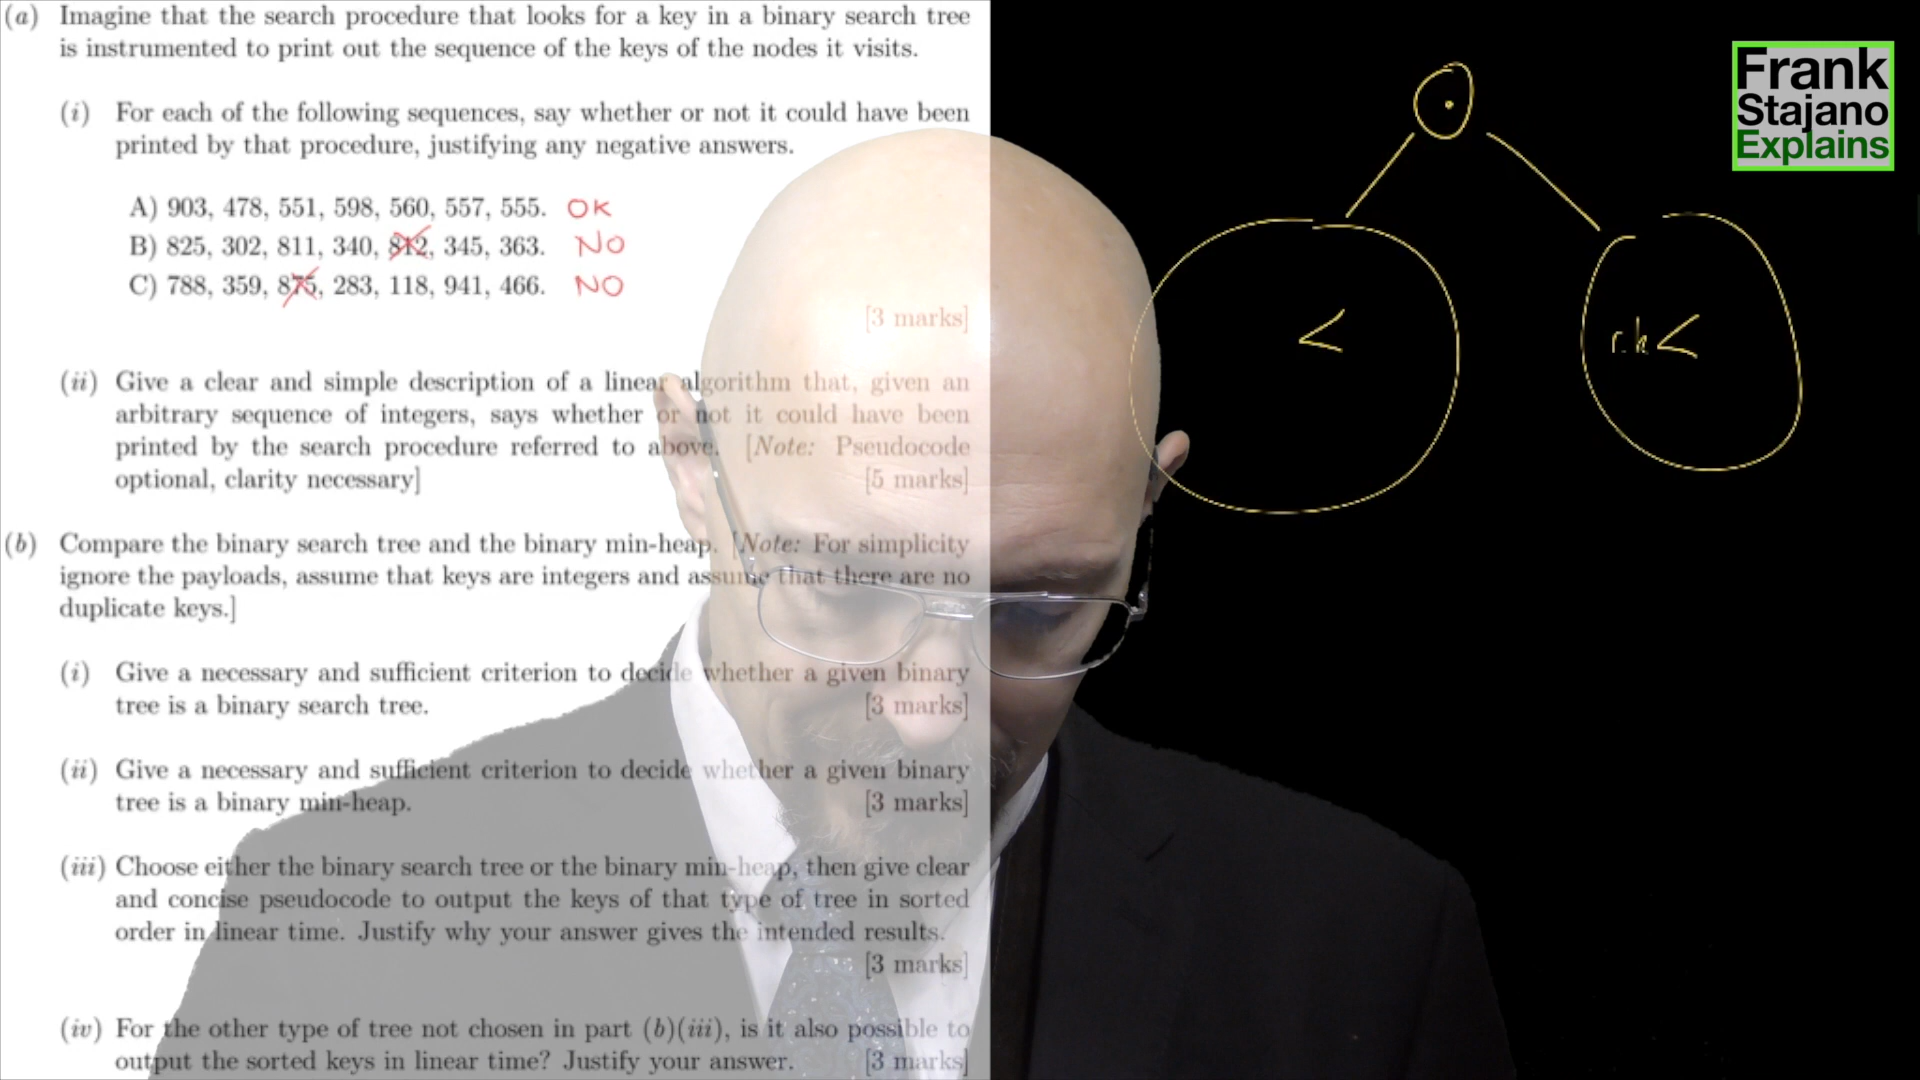 (a) Imagine that the search procedure that looks for a key in a binary search tree
is instrumented to print out the sequence of the keys of the nodes it visits.
(i) For each of the following sequences, say whether or not it could have been
printed by that procedure, justifying any negative answers.
A) 903, 478, 551, 598, 560, 557, 555. OK
B) 825, 302, 811, 340, 812, 345, 363. NO
C) 788, 359, 875, 283, 118, 941, 466. NO
[3 marks]
(ii) Give a clear and simple description of a linear algorithm that, given an
arbitrary sequence of integers, says whether or not it could have been
printed by the search procedure referred to above. [Note: Pseudocode
optional, clarity necessary] [5 marks]
(b) Compare the binary search tree and the binary min-heap. [Note: For simplicity
ignore the payloads, assume that keys are integers and assume that there are no
duplicate keys.]
(i) Give a necessary and sufficient criterion to decide whether a given binary
tree is a binary search tree. [3 marks]
(ii) Give a necessary and sufficient criterion to decide whether a given binary
tree is a binary min-heap. [3 marks]
(iii) Choose either the binary search tree or the binary min-heap, then give clear
and concise pseudocode to output the keys of that type of tree in sorted
order in linear time. Justify why your answer gives the intended results.
[3 marks]
(iv) For the other type of tree not chosen in part (b)(iii), is it also possible to
output the sorted keys in linear time? Justify your answer. [3 marks]
<
r.k <
Frank
Stajano
Explains